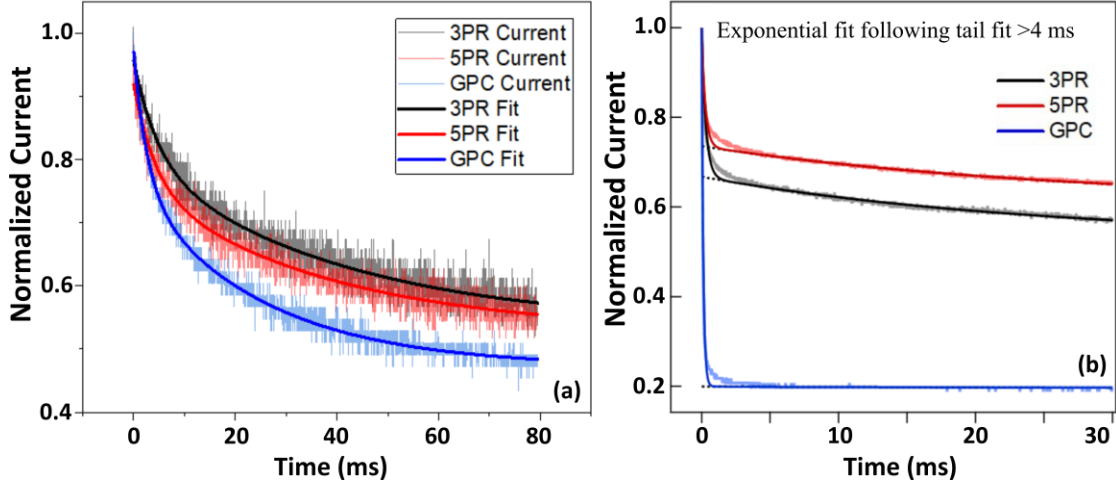 1.0
0.8
0.6
0.4
Normalized Current
3PR Current
5PR Current
GPC Current
3PR Fit
5PR Fit
GPC Fit
(a)
0
20
40
60
80
Time (ms)
1.0
0.8
0.6
0.4
0.2
Normalized Current
Exponential fit following tail fit >4 ms
3PR
5PR
GPC
(b)
0
10
20
30
Time (ms)